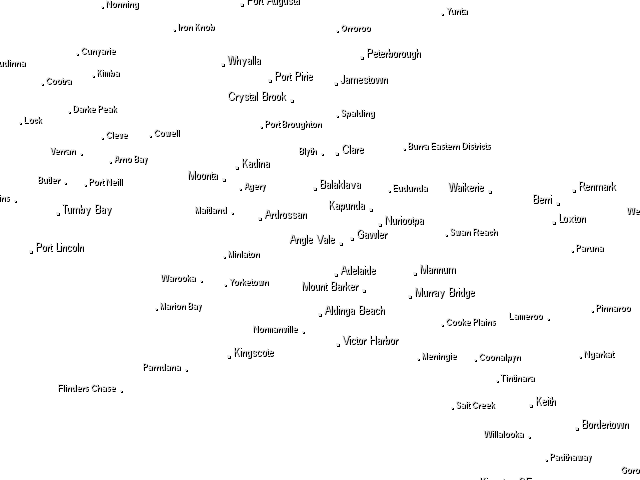 Nonning
Port Augusta
Yunta
Iron Knob
Orroroo
Cunyarie
Peterborough
Whyalla
udinna
Kimba
Cootra
Port Pirie
Jamestown
Crystal Brook
Darke Peak
Spalding
Lock
Port Broughton
Cleve
Cowell
Verran
Arno Bay
Blyth
Clare
Burra Eastern Districts
Kadina
Moonta
Butler
Port Neill
Agery
Balaklava
Eudunda
Waikerie
Renmark
ins
Berri
Tumby Bay
Maitland
Ardrossan
Kapunda
Nuriootpa
Loxton
We
Angle Vale
Gawler
Swan Reach
Port Lincoln
Minlaton
Paruna
Adelaide
Mannum
Warooka
Yorketown
Mount Barker
Murray Bridge
Marion Bay
Aldinga Beach
Lameroo
Pinnaroo
Cooke Plains
Normanville
Victor Harbor
Kingscote
Meningie
Coonalpyn
Ngarkat
Parndana
Tintinara
Flinders Chase
Salt Creek
Keith
Bordertown
Willalooka
Padthaway
Goro